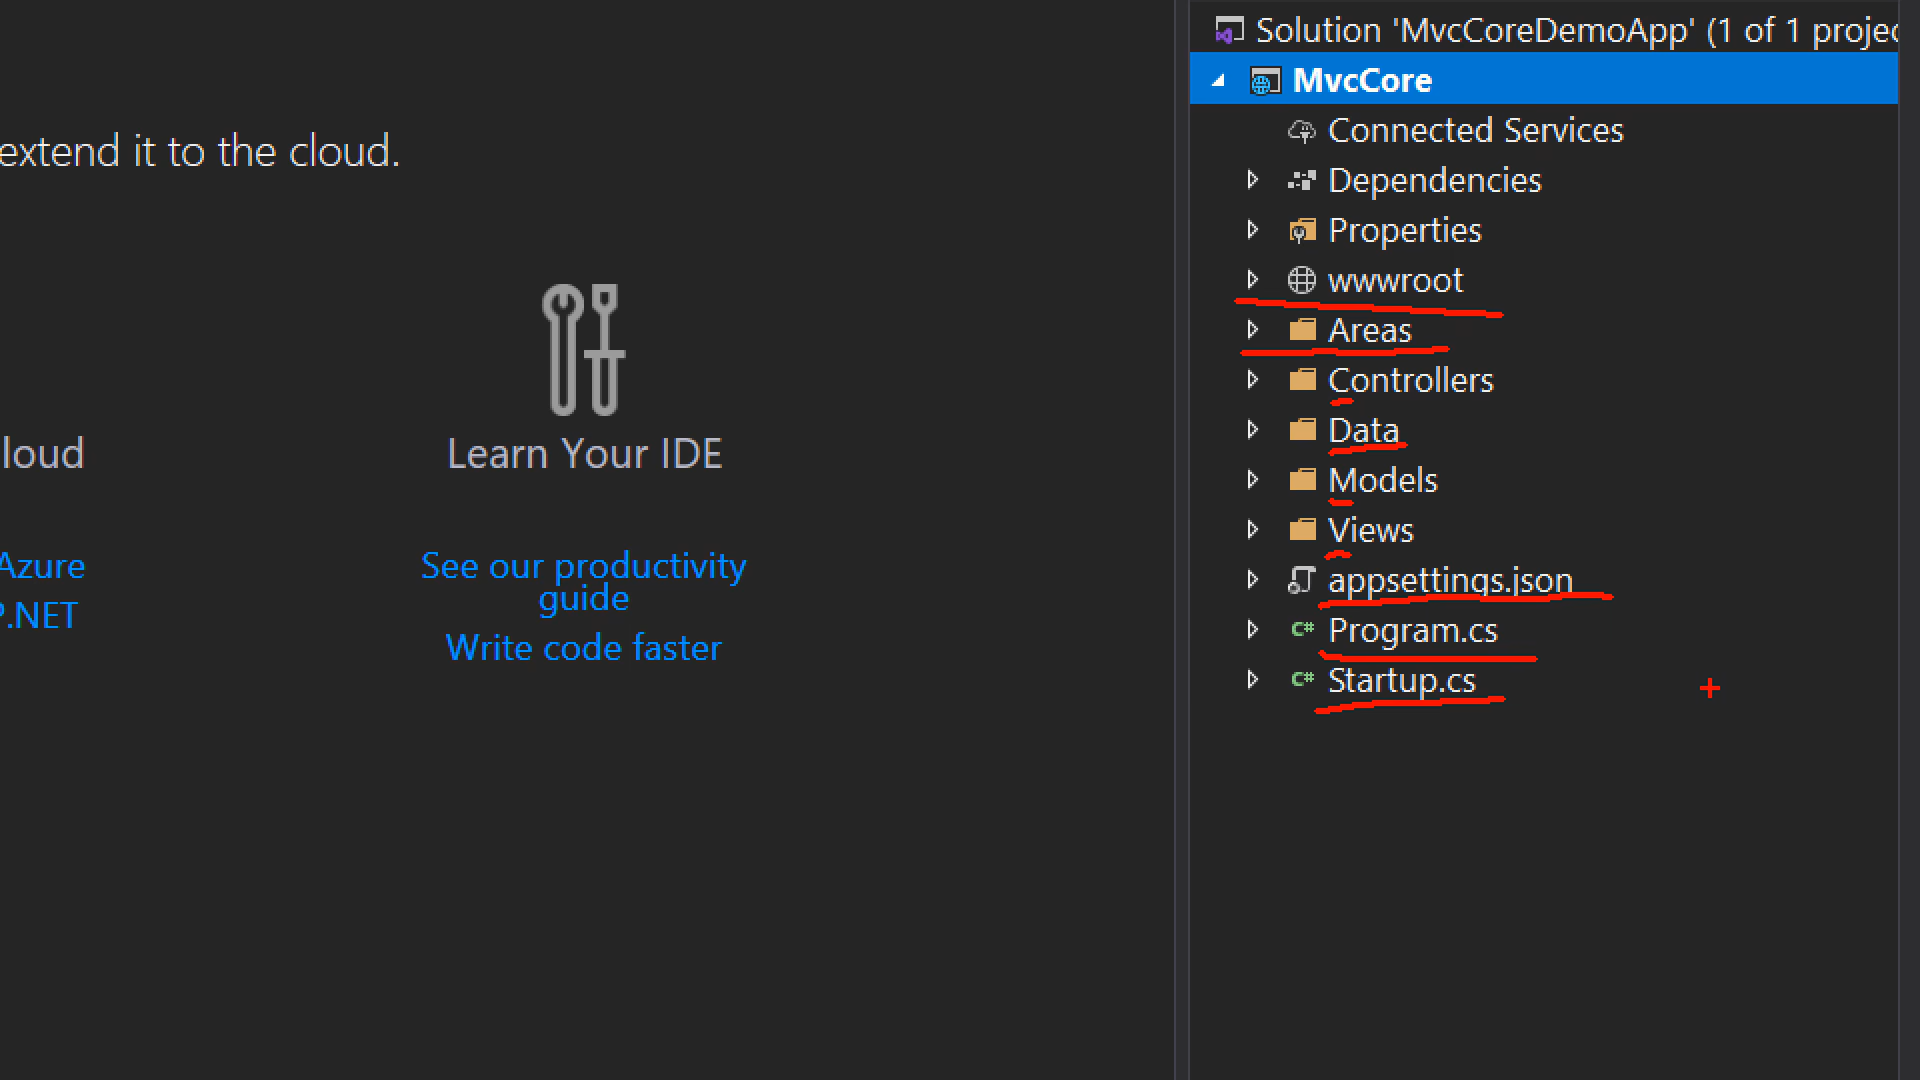 extend it to the cloud.
loud
Azure
P.NET
Learn Your IDE
See our productivity
guide
Write code faster
Solution 'MvcCoreDemoApp' (1 of 1 projec
MvcCore
Connected Services
Dependencies
Properties
wwwroot
Areas
Controllers
Data
Models
Views
appsettings.json
C# Program.cs
C# Startup.cs